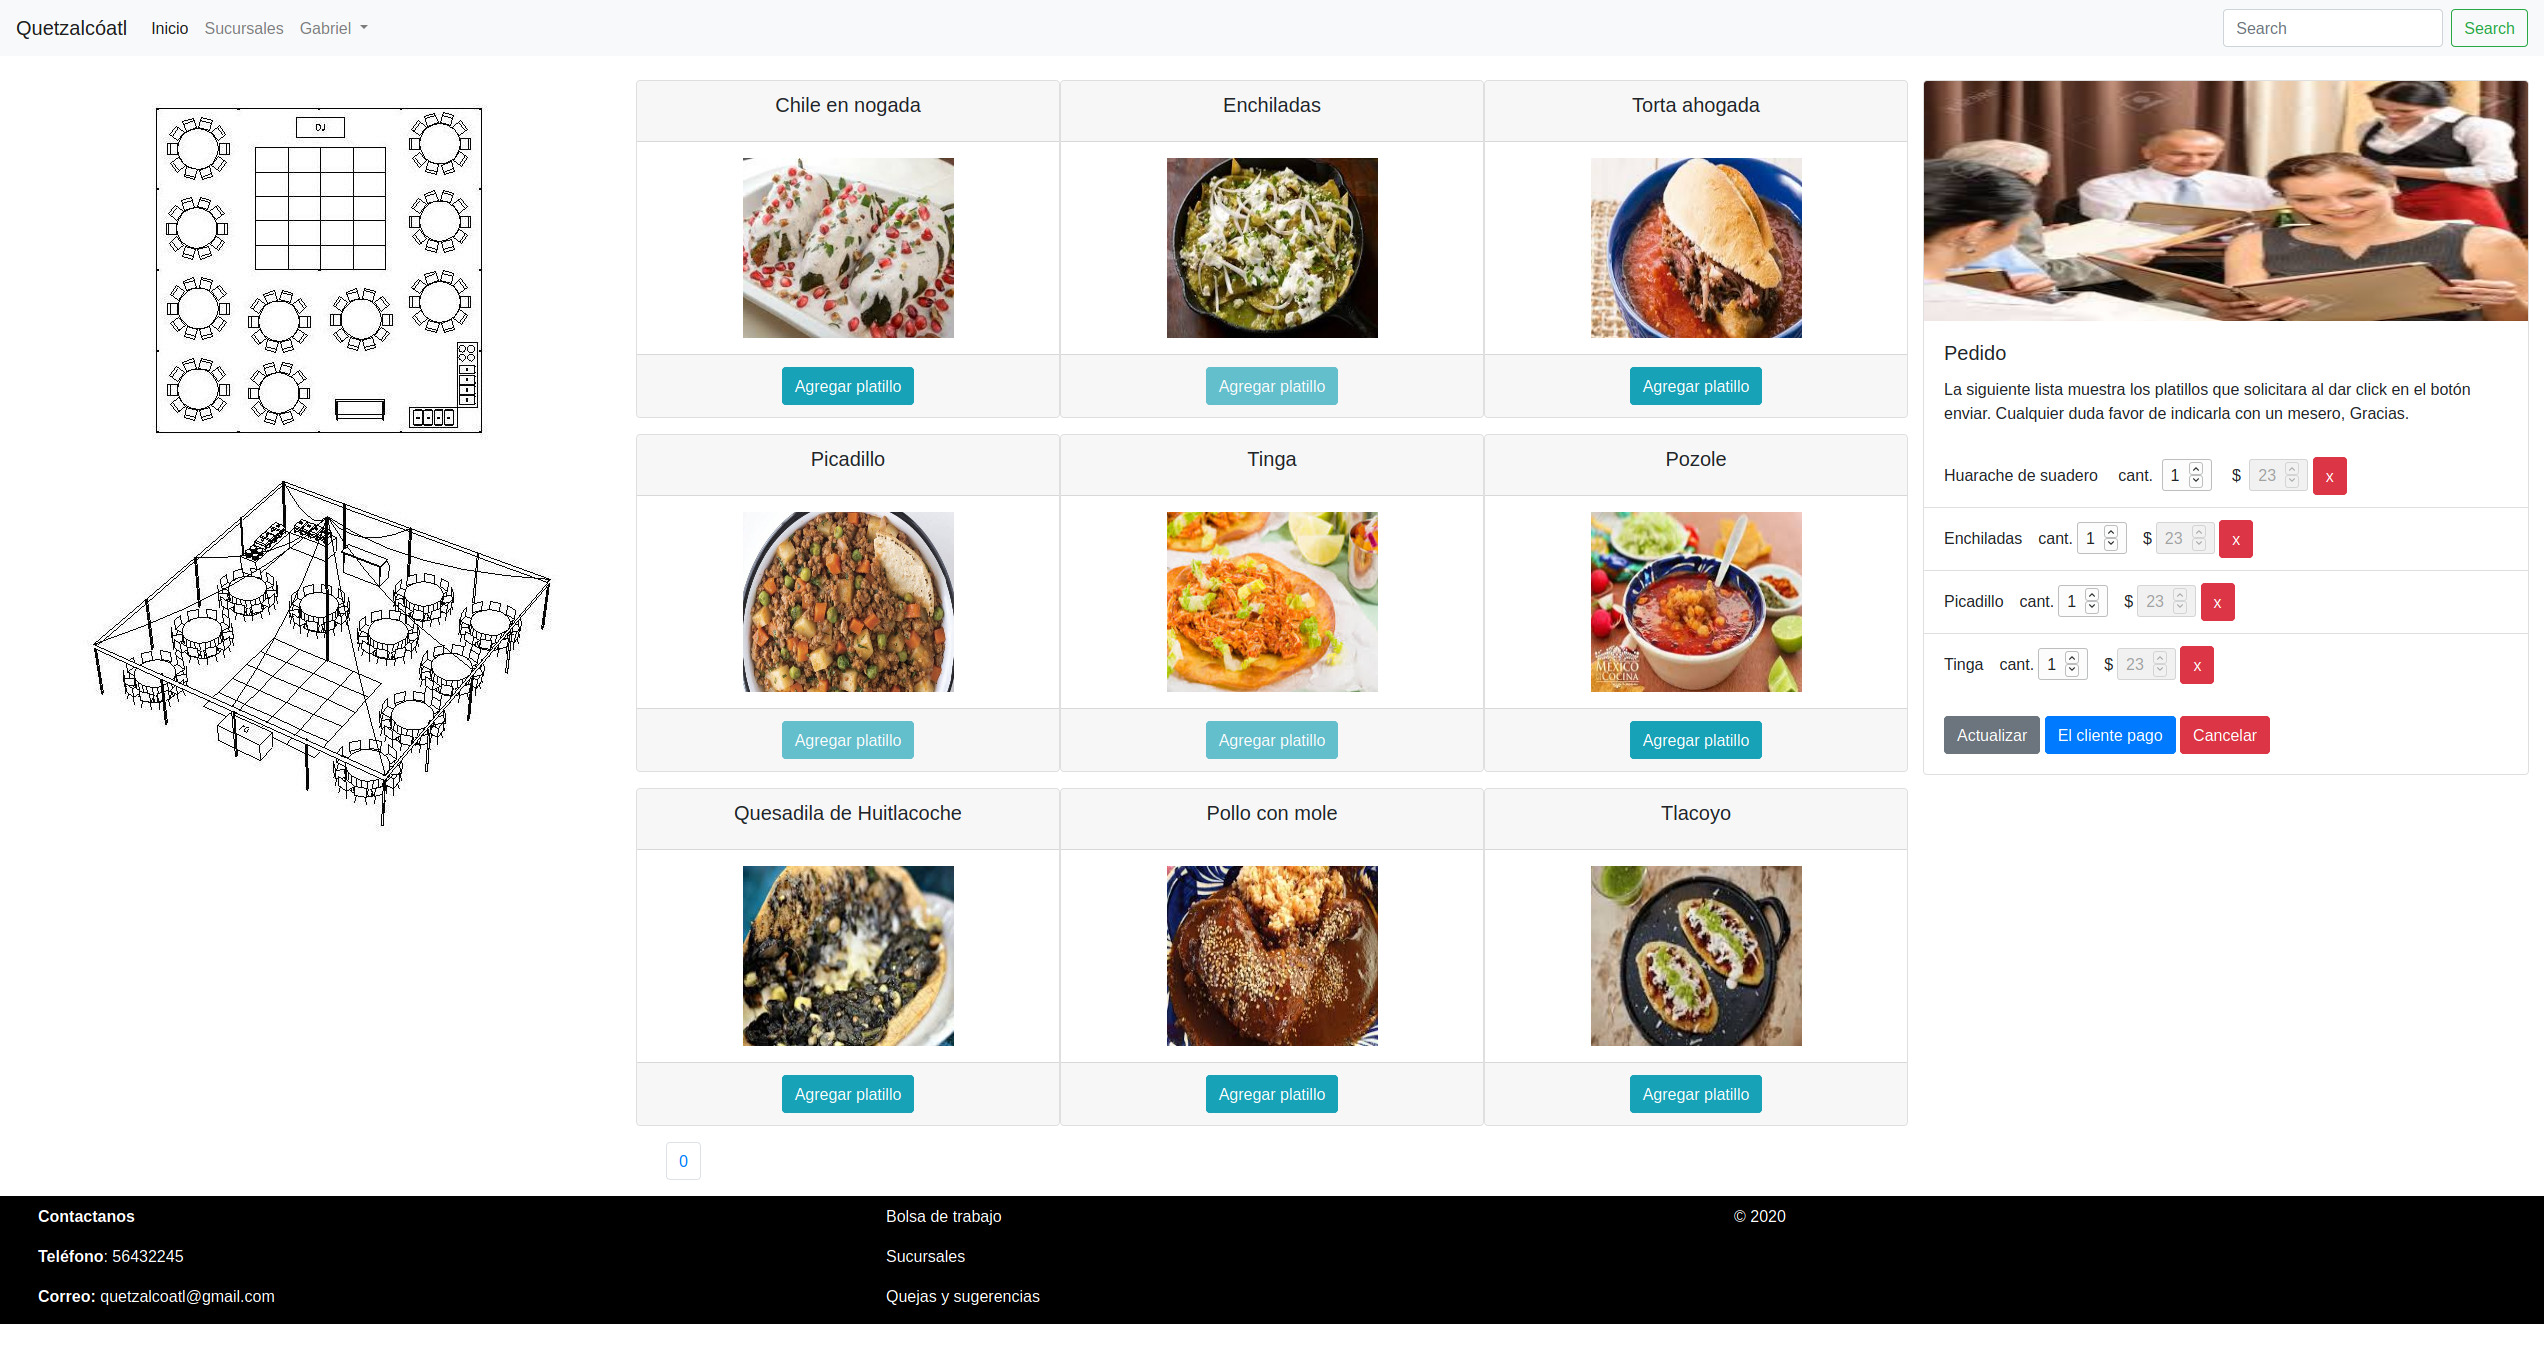 Quetzalcóatl Inicio Sucursales Gabriel Search Search
DJ
Chile en nogada Enchiladas Torta ahogada
Agregar platillo Agregar platillo Agregar platillo
Picadillo Tinga Pozole
MEXICO
COCINA
Agregar platillo Agregar platillo Agregar platillo
Quesadila de Huitlacoche Pollo con mole Tlacoyo
Agregar platillo Agregar platillo Agregar platillo
0
Pedido
La siguiente lista muestra los platillos que solicitara al dar click en el botón
enviar. Cualquier duda favor de indicarla con un mesero, Gracias.
Huarache de suadero cant. 1 $ 23 x
Enchiladas cant. 1 $ 23 x
Picadillo cant. 1 $ 23 x
Tinga cant. 1 $ 23 x
Actualizar El cliente pago Cancelar
Contactanos Bolsa de trabajo © 2020
Teléfono: 56432245 Sucursales
Correo: quetzalcoatl@gmail.com Quejas y sugerencias